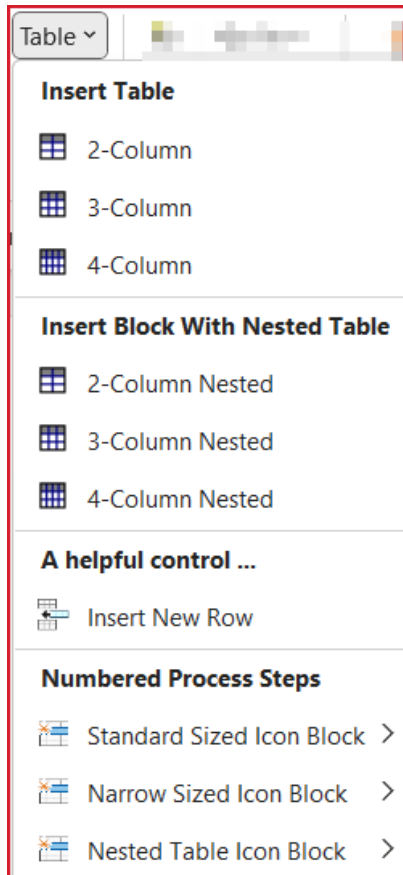 Table
Insert Table
2-Column
3-Column
4-Column
Insert Block With Nested Table
2-Column Nested
3-Column Nested
4-Column Nested
A helpful control ...
Insert New Row
Numbered Process Steps
Standard Sized Icon Block
Narrow Sized Icon Block
Nested Table Icon Block